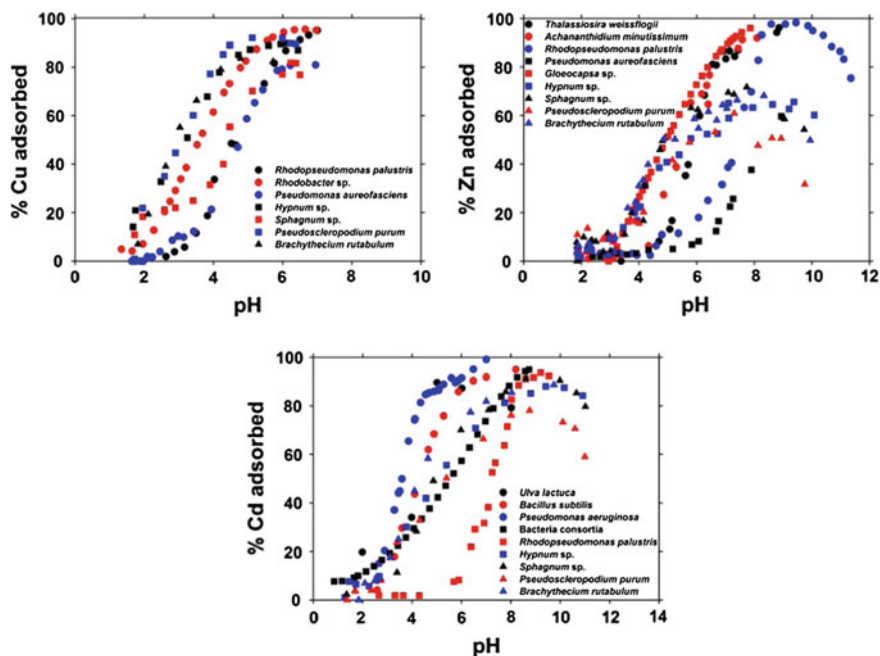 % Cu adsorbed
100
80
60
40
20
0
0 2 4 6 8 10
pH
Rhodopseudomonas palustris
Rhodobacter sp.
Pseudomonas aureofasciens
Hypnum sp.
Sphagnum sp.
Pseudoscleropodium purum
Brachythecium rutabulum
% Zn adsorbed
100
80
60
40
20
0
0 2 4 6 8 10 12
pH
Thalassiosira weissflogii
Achananthidium minutissimum
Rhodopseudomonas palustris
Pseudomonas aureofasciens
Gloeocapsa sp.
Hypnum sp.
Sphagnum sp.
Pseudoscleropodium purum
Brachythecium rutabulum
% Cd adsorbed
100
80
60
40
20
0
0 2 4 6 8 10 12 14
pH
Ulva lactuca
Bacillus subtilis
Pseudomonas aeruginosa
Bacteria consortia
Rhodopseudomonas palustris
Hypnum sp.
Sphagnum sp.
Pseudoscleropodium purum
Brachythecium rutabulum